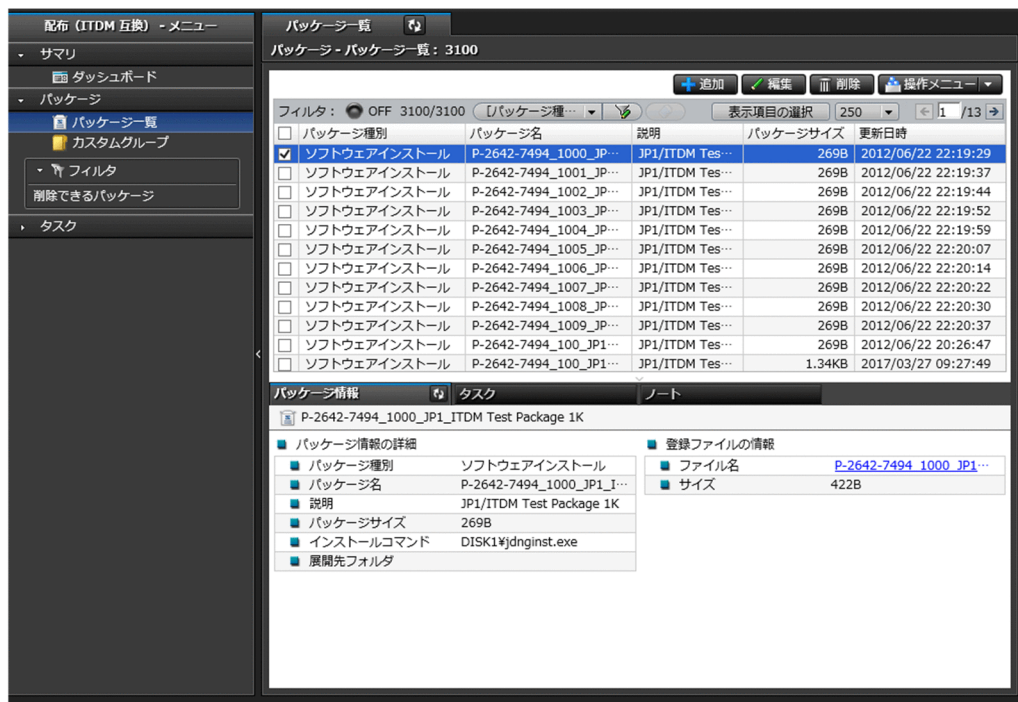 配布（ITDM 互換）- メニュー
サマリ
ダッシュボード
パッケージ
パッケージ一覧
カスタムグループ
フィルタ
削除できるパッケージ
タスク
パッケージ一覧
パッケージ - パッケージ一覧 : 3100
追加 編集 削除 操作メニュー
フィルタ : OFF 3100/3100 [パッケージ種… 表示項目の選択 250 1 /13
パッケージ種別 パッケージ名 説明 パッケージサイズ 更新日時
ソフトウェアインストール P-2642-7494_1000_JP… JP1/ITDM Tes… 269B 2012/06/22 22:19:29
ソフトウェアインストール P-2642-7494_1001_JP… JP1/ITDM Tes… 269B 2012/06/22 22:19:37
ソフトウェアインストール P-2642-7494_1002_JP… JP1/ITDM Tes… 269B 2012/06/22 22:19:44
ソフトウェアインストール P-2642-7494_1003_JP… JP1/ITDM Tes… 269B 2012/06/22 22:19:52
ソフトウェアインストール P-2642-7494_1004_JP… JP1/ITDM Tes… 269B 2012/06/22 22:19:59
ソフトウェアインストール P-2642-7494_1005_JP… JP1/ITDM Tes… 269B 2012/06/22 22:20:07
ソフトウェアインストール P-2642-7494_1006_JP… JP1/ITDM Tes… 269B 2012/06/22 22:20:14
ソフトウェアインストール P-2642-7494_1007_JP… JP1/ITDM Tes… 269B 2012/06/22 22:20:22
ソフトウェアインストール P-2642-7494_1008_JP… JP1/ITDM Tes… 269B 2012/06/22 22:20:30
ソフトウェアインストール P-2642-7494_1009_JP… JP1/ITDM Tes… 269B 2012/06/22 22:20:37
ソフトウェアインストール P-2642-7494_100_JP1… JP1/ITDM Tes… 269B 2012/06/22 20:26:47
ソフトウェアインストール P-2642-7494_100_JP1… JP1/ITDM Tes… 1.34KB 2017/03/27 09:27:49
パッケージ情報 タスク ノート
P-2642-7494_1000_JP1_ITDM Test Package 1K
パッケージ情報の詳細
パッケージ種別 ソフトウェアインストール
パッケージ名 P-2642-7494_1000_JP1_I…
説明 JP1/ITDM Test Package 1K
パッケージサイズ 269B
インストールコマンド DISK1¥jdnginst.exe
展開先フォルダ
登録ファイルの情報
ファイル名 P-2642-7494_1000_JP1…
サイズ 422B